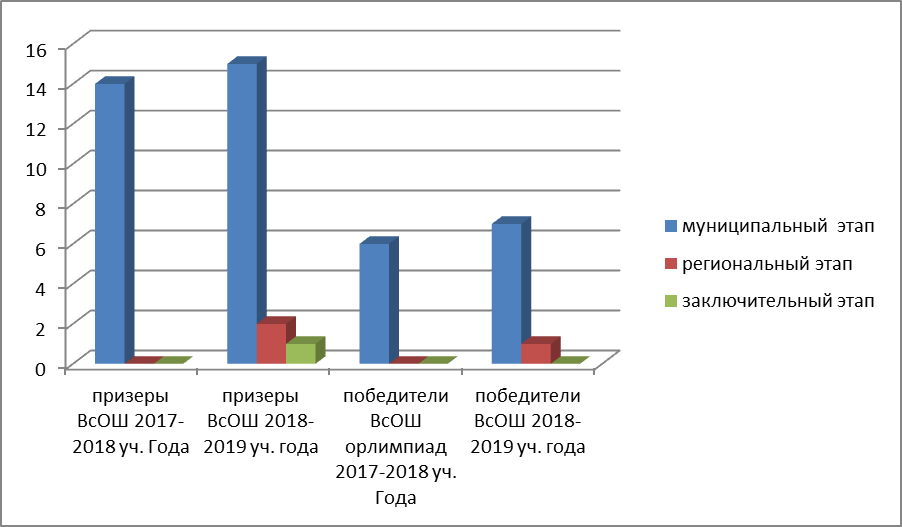 16
14
12
10
8
6
4
2
0
призеры
ВсОШ 2017-
2018 уч. Года
призеры
ВсОШ 2018-
2019 уч. года
победители
ВсОШ
орлимпиад
2017-2018 уч.
Года
победители
ВсОШ 2018-
2019 уч. года
муниципальный этап
региональный этап
заключительный этап